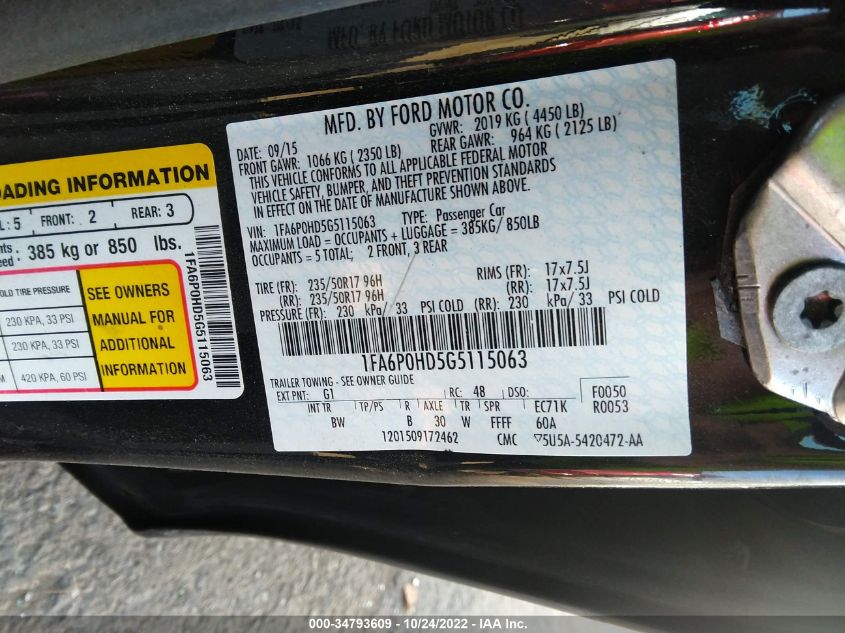 MFD. BY FORD MOTOR CO.
DATE: 09/15 GVWR: 2019 KG ( 4450 LB)
FRONT GAWR: 1066 KG ( 2350 LB) REAR GAWR: 964 KG ( 2125 LB)
THIS VEHICLE CONFORMS TO ALL APPLICABLE FEDERAL MOTOR
VEHICLE SAFETY, BUMPER, AND THEFT PREVENTION STANDARDS
IN EFFECT ON THE DATE OF MANUFACTURE SHOWN ABOVE.
VIN: 1FA6P0HD5G5115063 TYPE: Passenger Car
MAXIMUM LOAD = OCCUPANTS + LUGGAGE = 385KG/ 850LB
OCCUPANTS = 5 TOTAL; 2 FRONT, 3 REAR
TIRE (FR): 235/50R17 96H RIMS (FR): 17x7.5J
(RR): 235/50R17 96H (RR): 17x7.5J
PRESSURE (FR): 230 kPa/ 33 PSI COLD (RR): 230 kPa/ 33 PSI COLD
1FA6P0HD5G5115063
TRAILER TOWING - SEE OWNER GUIDE
EXT PNT: G1 RC: 48 DSO: F0050
INT TR TP/PS R AXLE TR SPR EC71K R0053
BW B 30 W FFFF 60A
1201509172462 CMC 5U5A-5420472-AA
OADING INFORMATION
L: 5 FRONT: 2 REAR: 3
385 kg or 850 lbs.
OLD TIRE PRESSURE
230 KPA, 33 PSI
230 KPA, 33 PSI
420 KPA, 60 PSI
SEE OWNERS
MANUAL FOR
ADDITIONAL
INFORMATION
1FA6P0HD5G5115063
000-34793609 - 10/24/2022 - IAAI Inc.